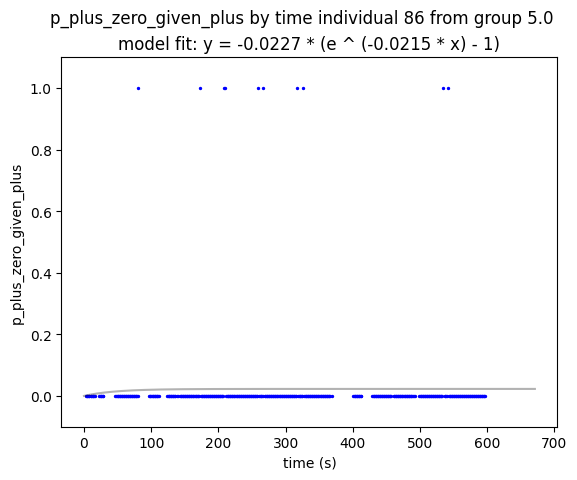 p_plus_zero_given_plus by time individual 86 from group 5.0
model fit: y = -0.0227 * (e ^ (-0.0215 * x) - 1)
1.0
0.8
0.6
0.4
0.2
0.0
p_plus_zero_given_plus
0 100 200 300 400 500 600 700
time (s)